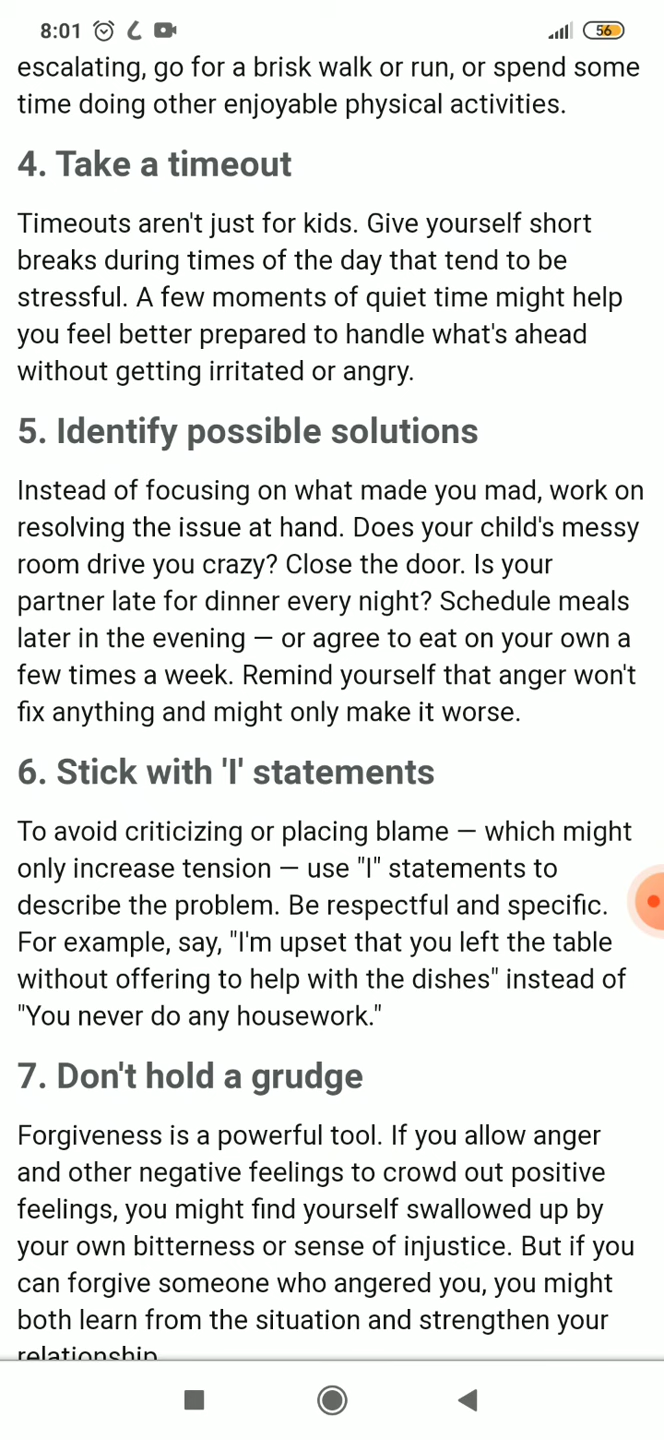 8:01
56
escalating, go for a brisk walk or run, or spend some
time doing other enjoyable physical activities.
4. Take a timeout
Timeouts aren't just for kids. Give yourself short
breaks during times of the day that tend to be
stressful. A few moments of quiet time might help
you feel better prepared to handle what's ahead
without getting irritated or angry.
5. Identify possible solutions
Instead of focusing on what made you mad, work on
resolving the issue at hand. Does your child's messy
room drive you crazy? Close the door. Is your
partner late for dinner every night? Schedule meals
later in the evening — or agree to eat on your own a
few times a week. Remind yourself that anger won't
fix anything and might only make it worse.
6. Stick with 'I' statements
To avoid criticizing or placing blame — which might
only increase tension — use "I" statements to
describe the problem. Be respectful and specific.
For example, say, "I'm upset that you left the table
without offering to help with the dishes" instead of
"You never do any housework."
7. Don't hold a grudge
Forgiveness is a powerful tool. If you allow anger
and other negative feelings to crowd out positive
feelings, you might find yourself swallowed up by
your own bitterness or sense of injustice. But if you
can forgive someone who angered you, you might
both learn from the situation and strengthen your
relationship.